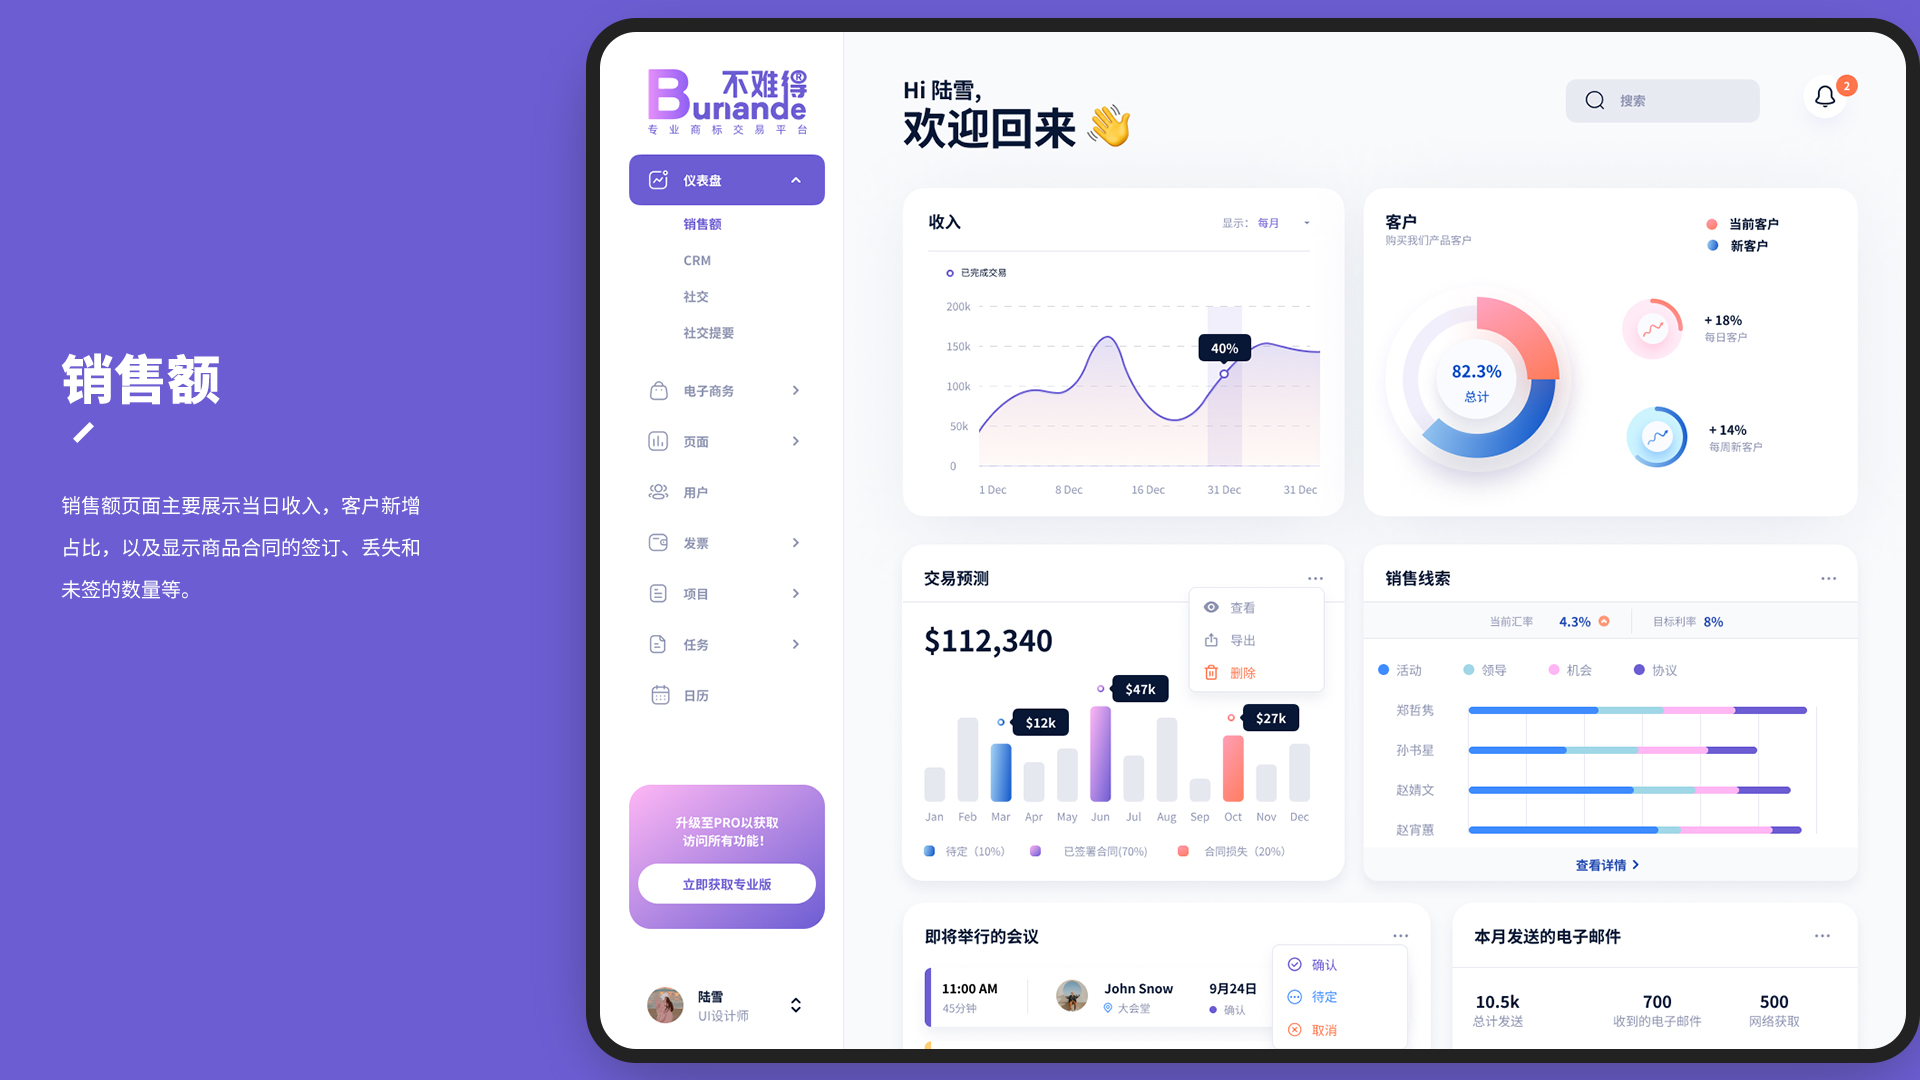 销售额
销售额页面主要展示当日收入，客户新增
占比，以及显示商品合同的签订、丢失和
未签的数量等。
不难得®
Burlande
专业商标交易平台
仪表盘
销售额
CRM
社交
社交提要
电子商务
页面
用户
发票
项目
任务
日历
升级至PRO以获取
访问所有功能！
立即获取专业版
陆雪
UI设计师
Hi 陆雪,
欢迎回来
搜索
2
收入
显示： 每月
已完成交易
200k
150k
100k
50k
0
40%
1 Dec
8 Dec
16 Dec
31 Dec
31 Dec
客户
购买我们产品客户
当前客户
新客户
82.3%
总计
+ 18%
每日客户
+ 14%
每周新客户
交易预测
查看
导出
删除
$112,340
$12k
$47k
$27k
Jan Feb Mar Apr May Jun Jul Aug Sep Oct Nov Dec
待定（10%）
已签署合同(70%)
合同损失（20%）
销售线索
当前汇率 4.3%
目标利率 8%
活动
领导
机会
协议
郑哲隽
孙书星
赵婧文
赵宵蕙
查看详情
即将举行的会议
确认
待定
取消
11:00 AM
45分钟
John Snow
大会堂
9月24日
确认
本月发送的电子邮件
10.5k
总计发送
700
收到的电子邮件
500
网络获取